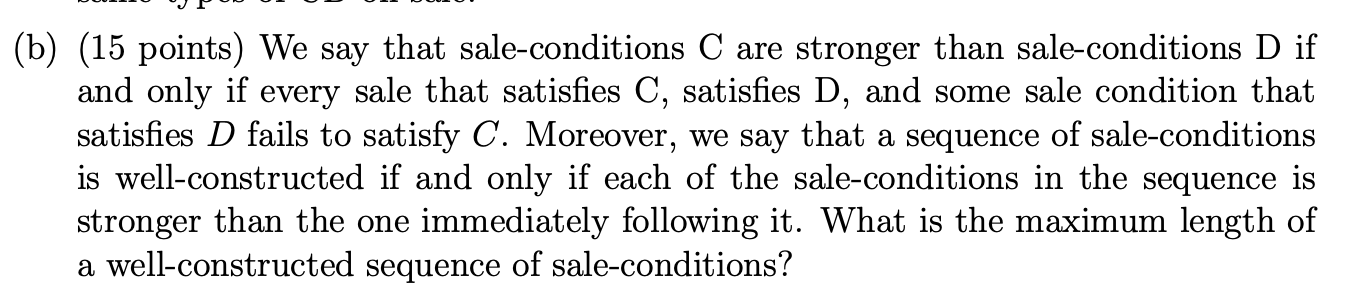 (b) (15 points) We say that sale-conditions C are stronger than sale-conditions D if
and only if every sale that satisfies C, satisfies D, and some sale condition that
satisfies D fails to satisfy C. Moreover, we say that a sequence of sale-conditions
is well-constructed if and only if each of the sale-conditions in the sequence is
stronger than the one immediately following it. What is the maximum length of
a well-constructed sequence of sale-conditions?